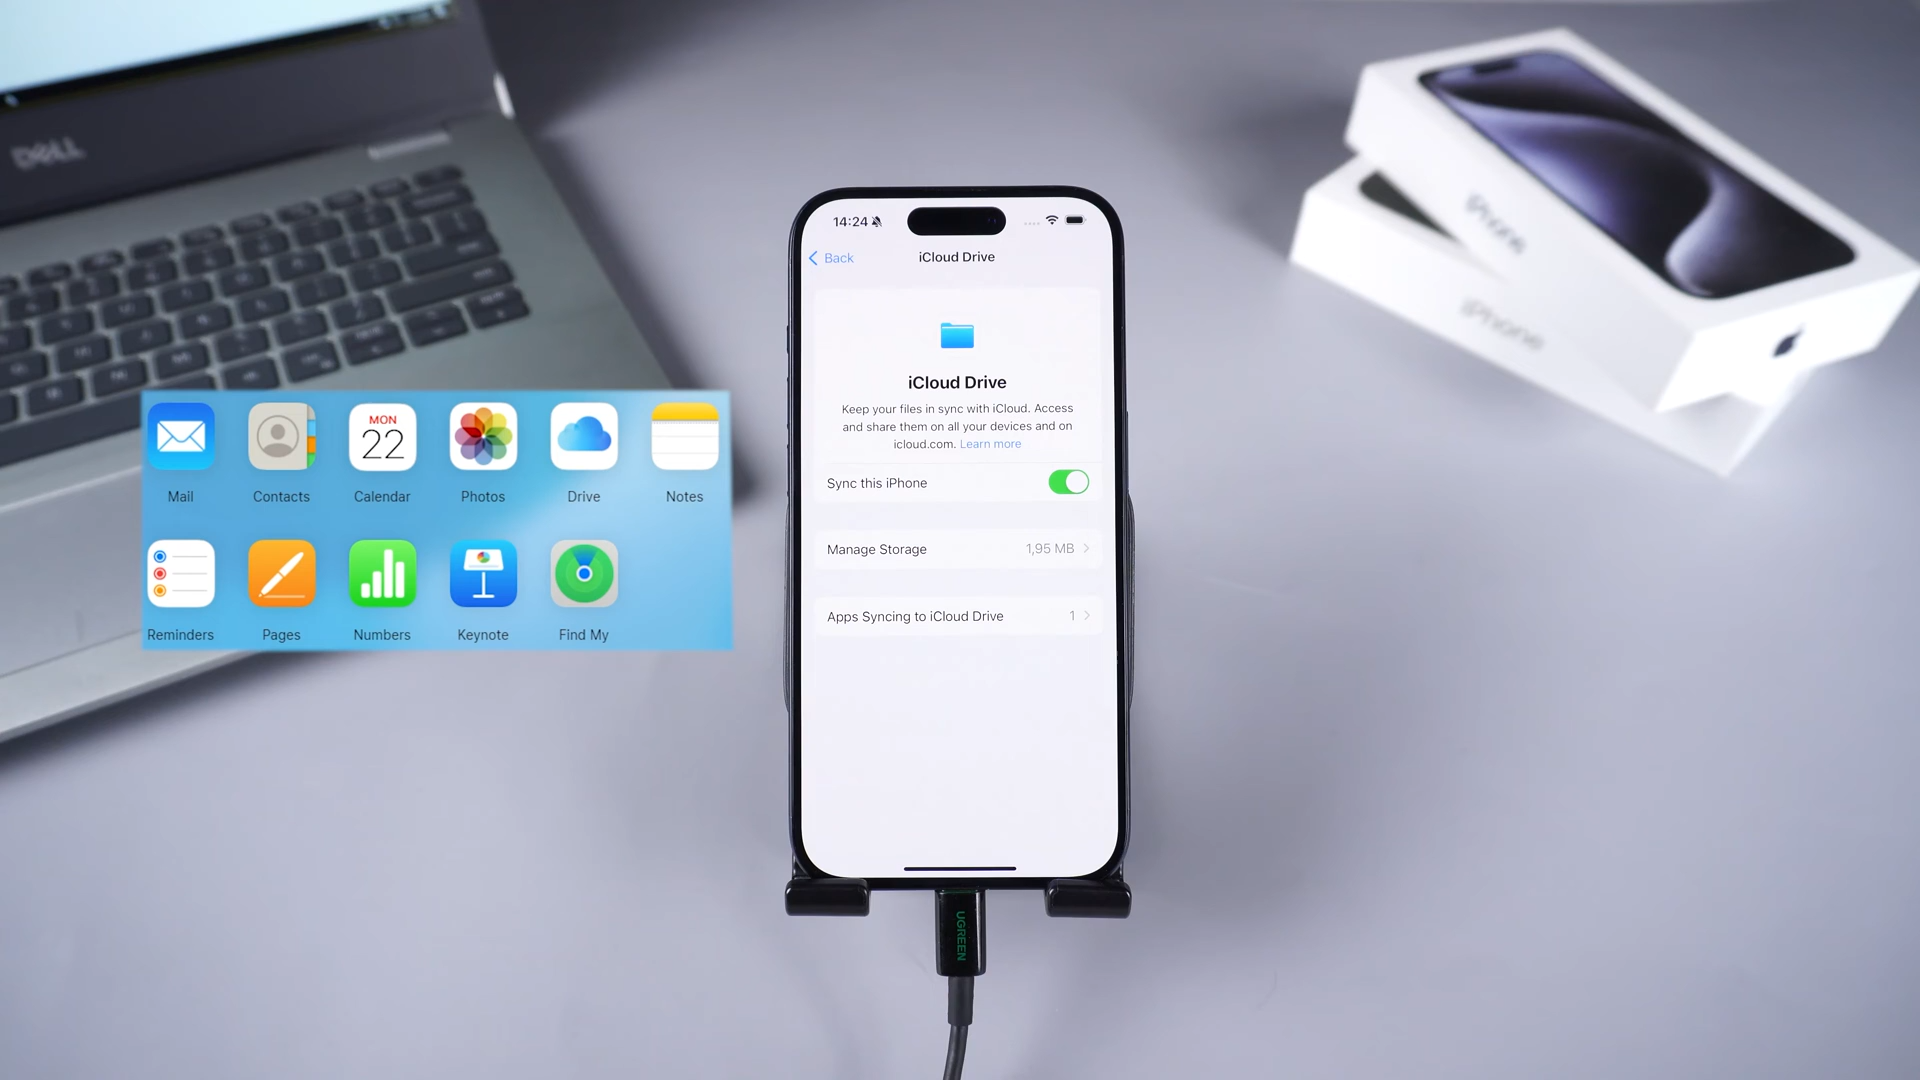 DELL
14:24
Back
iCloud Drive
iCloud Drive
Keep your files in sync with iCloud. Access
and share them on all your devices and on
icloud.com. Learn more
Sync this iPhone
Manage Storage 1,95 MB
Apps Syncing to iCloud Drive 1
MON
22
Mail Contacts Calendar Photos Drive Notes
Reminders Pages Numbers Keynote Find My
iPhone
iPhone
UGREEN